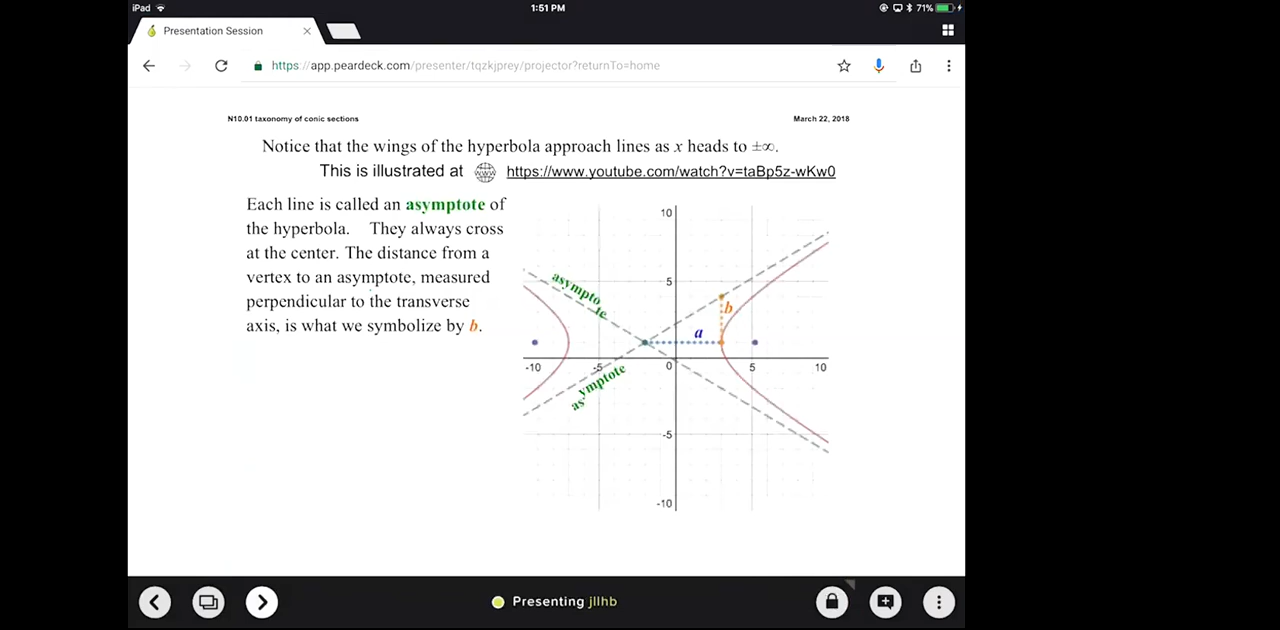 iPad 1:51 PM 71%
Presentation Session
https://app.peardeck.com/presenter/tqzkjprey/projector?returnTo=home
N10.01 taxonomy of conic sections March 22, 2018
Notice that the wings of the hyperbola approach lines as x heads to ±∞.
This is illustrated at www https://www.youtube.com/watch?v=taBp5z-wKw0
Each line is called an asymptote of
the hyperbola. They always cross
at the center. The distance from a
vertex to an asymptote, measured
perpendicular to the transverse
axis, is what we symbolize by b.
10
asympto
te
5
b
a
-10 -5 0 5 10
asymptote
-5
-10
Presenting jllhb